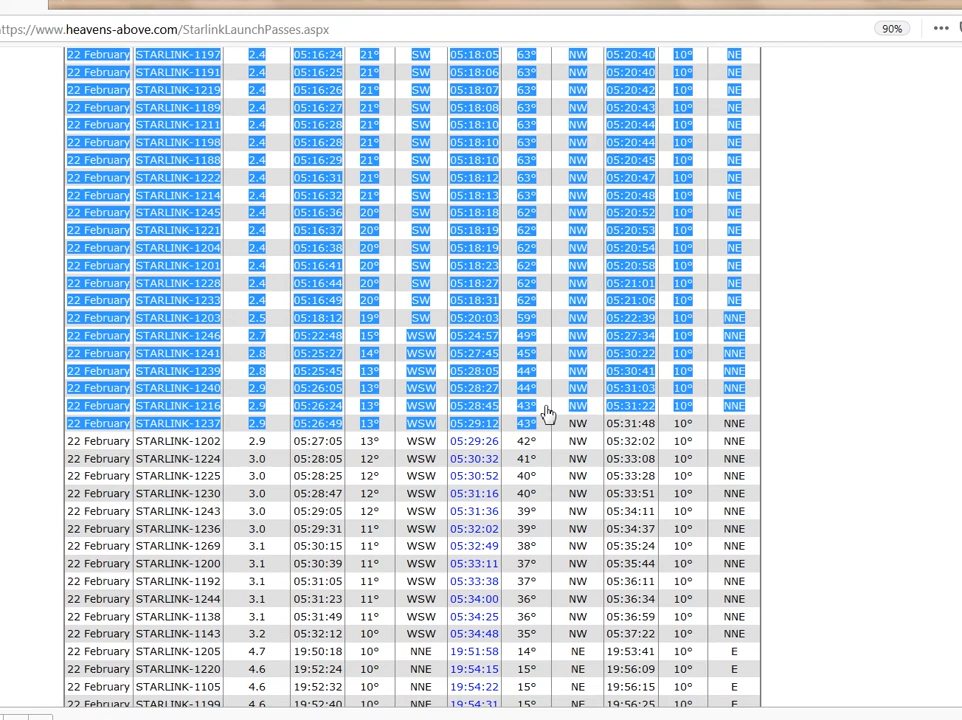 https://www.heavens-above.com/StarlinkLaunchPasses.aspx 90%
22 February STARLINK-1197 2.4 05:16:24 21° SW 05:18:05 63° NW 05:20:40 10° NE
22 February STARLINK-1191 2.4 05:16:25 21° SW 05:18:06 63° NW 05:20:40 10° NE
22 February STARLINK-1219 2.4 05:16:26 21° SW 05:18:07 63° NW 05:20:42 10° NE
22 February STARLINK-1189 2.4 05:16:27 21° SW 05:18:08 63° NW 05:20:43 10° NE
22 February STARLINK-1211 2.4 05:16:28 21° SW 05:18:10 63° NW 05:20:44 10° NE
22 February STARLINK-1198 2.4 05:16:28 21° SW 05:18:10 63° NW 05:20:44 10° NE
22 February STARLINK-1188 2.4 05:16:29 21° SW 05:18:10 63° NW 05:20:45 10° NE
22 February STARLINK-1222 2.4 05:16:31 21° SW 05:18:12 63° NW 05:20:47 10° NE
22 February STARLINK-1214 2.4 05:16:32 21° SW 05:18:13 63° NW 05:20:48 10° NE
22 February STARLINK-1245 2.4 05:16:36 20° SW 05:18:18 62° NW 05:20:52 10° NE
22 February STARLINK-1221 2.4 05:16:37 20° SW 05:18:19 62° NW 05:20:53 10° NE
22 February STARLINK-1204 2.4 05:16:38 20° SW 05:18:19 62° NW 05:20:54 10° NE
22 February STARLINK-1201 2.4 05:16:41 20° SW 05:18:23 62° NW 05:20:58 10° NE
22 February STARLINK-1228 2.4 05:16:44 20° SW 05:18:27 62° NW 05:21:01 10° NE
22 February STARLINK-1233 2.4 05:16:49 20° SW 05:18:31 62° NW 05:21:06 10° NE
22 February STARLINK-1203 2.5 05:18:12 19° SW 05:20:03 59° NW 05:22:39 10° NNE
22 February STARLINK-1246 2.7 05:22:48 15° WSW 05:24:57 49° NW 05:27:34 10° NNE
22 February STARLINK-1241 2.8 05:25:27 14° WSW 05:27:45 45° NW 05:30:22 10° NNE
22 February STARLINK-1239 2.8 05:25:45 13° WSW 05:28:05 44° NW 05:30:41 10° NNE
22 February STARLINK-1240 2.9 05:26:05 13° WSW 05:28:27 44° NW 05:31:03 10° NNE
22 February STARLINK-1216 2.9 05:26:24 13° WSW 05:28:45 43° NW 05:31:22 10° NNE
22 February STARLINK-1237 2.9 05:26:49 13° WSW 05:29:12 43° NW 05:31:48 10° NNE
22 February STARLINK-1202 2.9 05:27:05 13° WSW 05:29:26 42° NW 05:32:02 10° NNE
22 February STARLINK-1224 3.0 05:28:05 12° WSW 05:30:32 41° NW 05:33:08 10° NNE
22 February STARLINK-1225 3.0 05:28:25 12° WSW 05:30:52 40° NW 05:33:28 10° NNE
22 February STARLINK-1230 3.0 05:28:47 12° WSW 05:31:16 40° NW 05:33:51 10° NNE
22 February STARLINK-1243 3.0 05:29:05 12° WSW 05:31:36 39° NW 05:34:11 10° NNE
22 February STARLINK-1236 3.0 05:29:31 11° WSW 05:32:02 39° NW 05:34:37 10° NNE
22 February STARLINK-1269 3.1 05:30:15 11° WSW 05:32:49 38° NW 05:35:24 10° NNE
22 February STARLINK-1200 3.1 05:30:39 11° WSW 05:33:11 37° NW 05:35:44 10° NNE
22 February STARLINK-1192 3.1 05:31:05 11° WSW 05:33:38 37° NW 05:36:11 10° NNE
22 February STARLINK-1244 3.1 05:31:23 11° WSW 05:34:00 36° NW 05:36:34 10° NNE
22 February STARLINK-1138 3.1 05:31:49 11° WSW 05:34:25 36° NW 05:36:59 10° NNE
22 February STARLINK-1143 3.2 05:32:12 10° WSW 05:34:48 35° NW 05:37:22 10° NNE
22 February STARLINK-1205 4.7 19:50:18 10° NNE 19:51:58 14° NE 19:53:41 10° E
22 February STARLINK-1220 4.6 19:52:24 10° NNE 19:54:15 15° NE 19:56:09 10° E
22 February STARLINK-1105 4.6 19:52:32 10° NNE 19:54:22 15° NE 19:56:15 10° E
22 February STARLINK-1199 4.6 19:52:40 10° NNE 19:54:31 15° NE 19:56:25 10° E